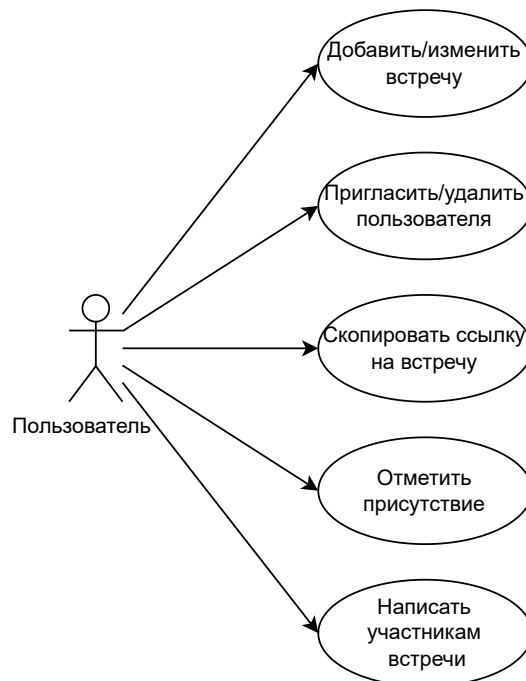 Добавить/изменить
встречу
Пригласить/удалить
пользователя
Скопировать ссылку
на встречу
Пользователь
Отметить
присутствие
Написать
участникам
встречи